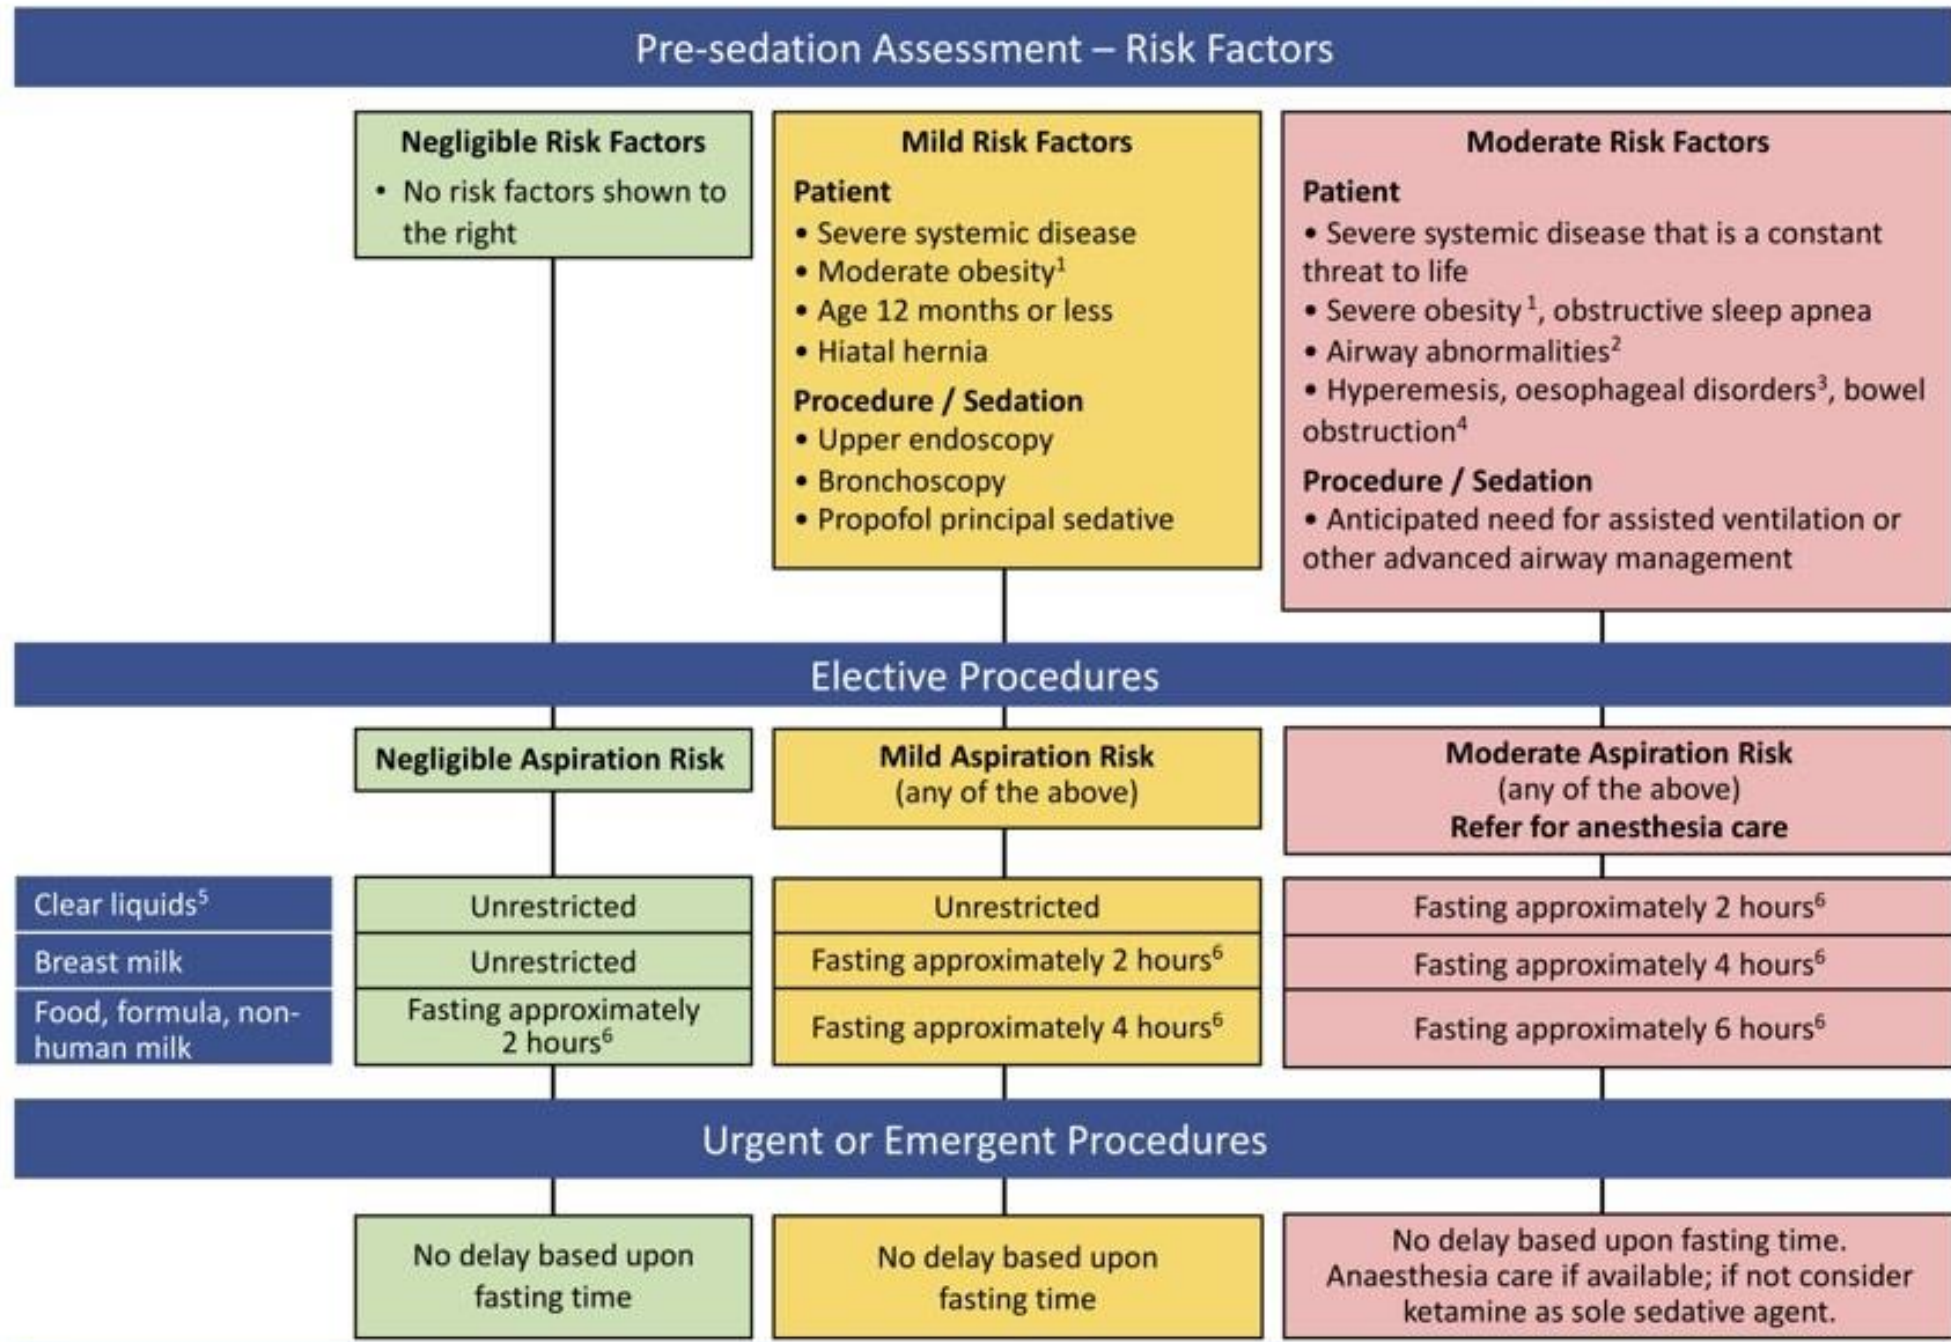 Pre-sedation Assessment – Risk Factors
Negligible Risk Factors
• No risk factors shown to
the right
Mild Risk Factors
Patient
• Severe systemic disease
• Moderate obesity¹
• Age 12 months or less
• Hiatal hernia
Procedure / Sedation
• Upper endoscopy
• Bronchoscopy
• Propofol principal sedative
Moderate Risk Factors
Patient
• Severe systemic disease that is a constant
threat to life
• Severe obesity ¹, obstructive sleep apnea
• Airway abnormalities²
• Hyperemesis, oesophageal disorders³, bowel
obstruction⁴
Procedure / Sedation
• Anticipated need for assisted ventilation or
other advanced airway management
Elective Procedures
Negligible Aspiration Risk
Mild Aspiration Risk
(any of the above)
Moderate Aspiration Risk
(any of the above)
Refer for anesthesia care
Clear liquids⁵
Unrestricted
Unrestricted
Fasting approximately 2 hours⁶
Breast milk
Unrestricted
Fasting approximately 2 hours⁶
Fasting approximately 4 hours⁶
Food, formula, non-
human milk
Fasting approximately
2 hours⁶
Fasting approximately 4 hours⁶
Fasting approximately 6 hours⁶
Urgent or Emergent Procedures
No delay based upon
fasting time
No delay based upon
fasting time
No delay based upon fasting time.
Anaesthesia care if available; if not consider
ketamine as sole sedative agent.